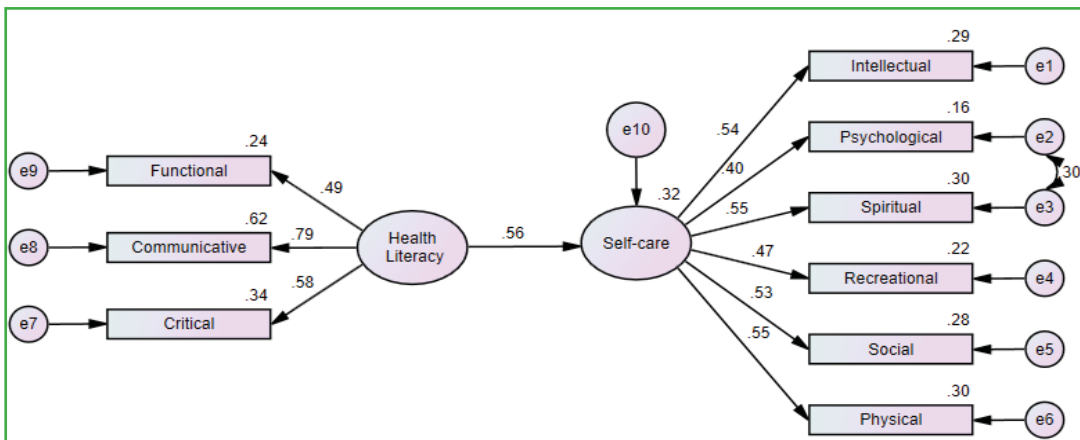 .29
Intellectual
e1
.16
e10
.54
Psychological
e2
.24
.40
.30
.30
e9
Functional
.32
.55
Spiritual
e3
.49
.62
.56
.47
.22
e8
Communicative
.79
Health
Literacy
Self-care
Recreational
e4
.34
.58
.53
.28
e7
Critical
.55
Social
e5
.30
Physical
e6